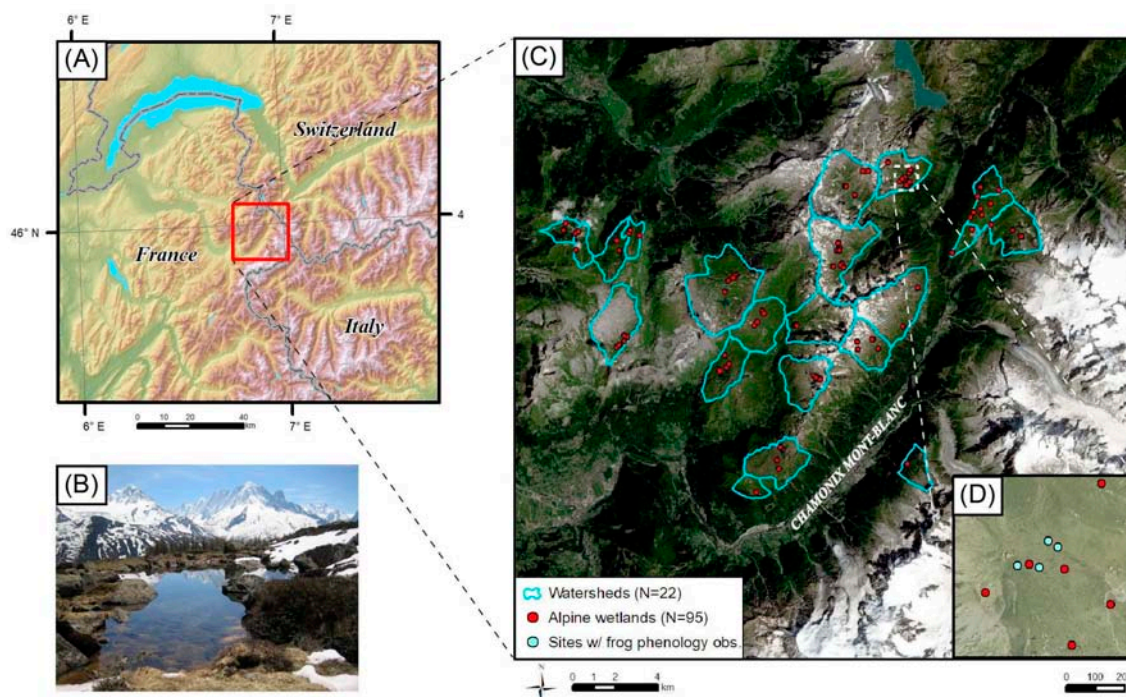 6° E
7° E
(A)
Switzerland
4
46° N
France
Italy
6° E
7° E
0 10 20 40
km
(B)
(C)
CHAMONIX MONT-BLANC
Watersheds (N=22)
Alpine wetlands (N=95)
Sites w/ frog phenology obs.
N
0 1 2 4
km
(D)
0 100 200